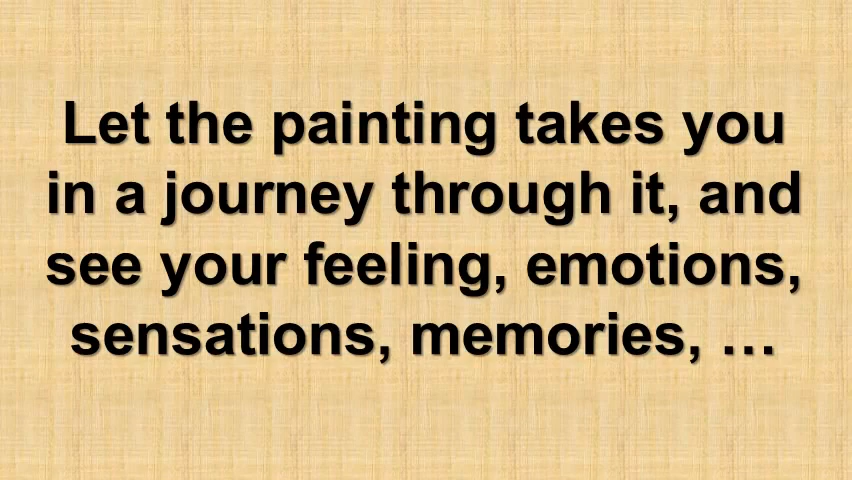 Let the painting takes you
in a journey through it, and
see your feeling, emotions,
sensations, memories, …